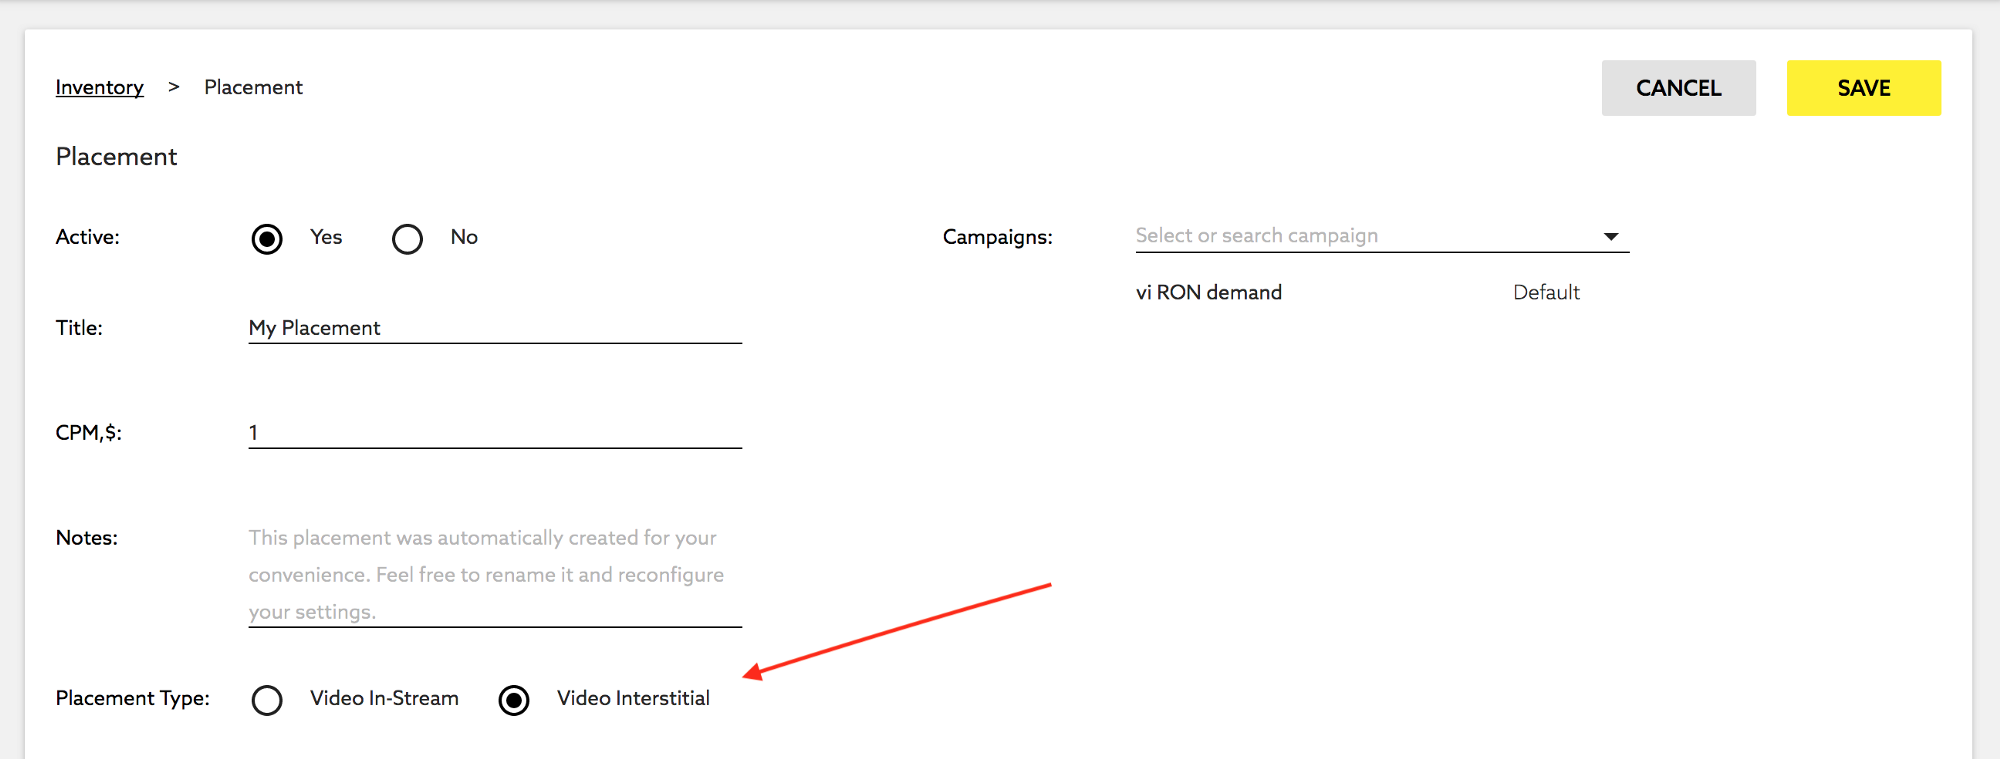 Inventory > Placement
CANCEL
SAVE
Placement
Active:
Yes
No
Campaigns:
Select or search campaign
vi RON demand
Default
Title:
My Placement
CPM,$:
1
Notes:
This placement was automatically created for your
convenience. Feel free to rename it and reconfigure
your settings.
Placement Type:
Video In-Stream
Video Interstitial